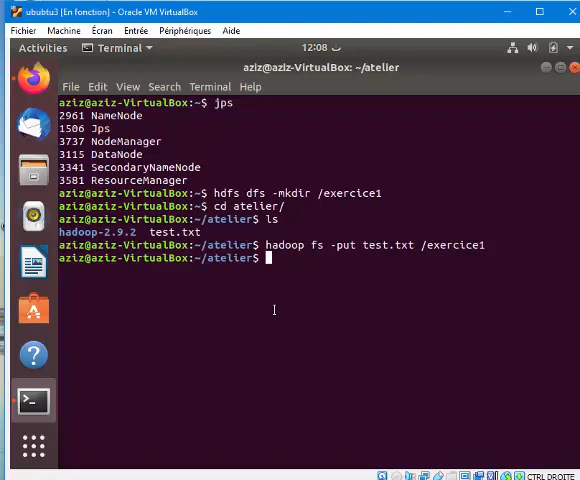 ububtu3 [En fonction] - Oracle VM VirtualBox
Fichier Machine Écran Entrée Périphériques Aide
Activities Terminal 12:08 ت
aziz@aziz-VirtualBox: ~/atelier
File Edit View Search Terminal Help
aziz@aziz-VirtualBox:~$ jps
2961 NameNode
1506 Jps
3737 NodeManager
3115 DataNode
3341 SecondaryNameNode
3581 ResourceManager
aziz@aziz-VirtualBox:~$ hdfs dfs -mkdir /exercice1
aziz@aziz-VirtualBox:~$ cd atelier/
aziz@aziz-VirtualBox:~/atelier$ ls
hadoop-2.9.2 test.txt
aziz@aziz-VirtualBox:~/atelier$ hadoop fs -put test.txt /exercice1
aziz@aziz-VirtualBox:~/atelier$
CTRL DROITE